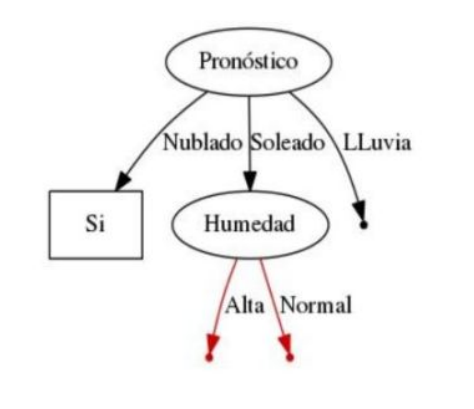 Pronóstico
Nublado Soleado LLuvia
Si Humedad
Alta Normal